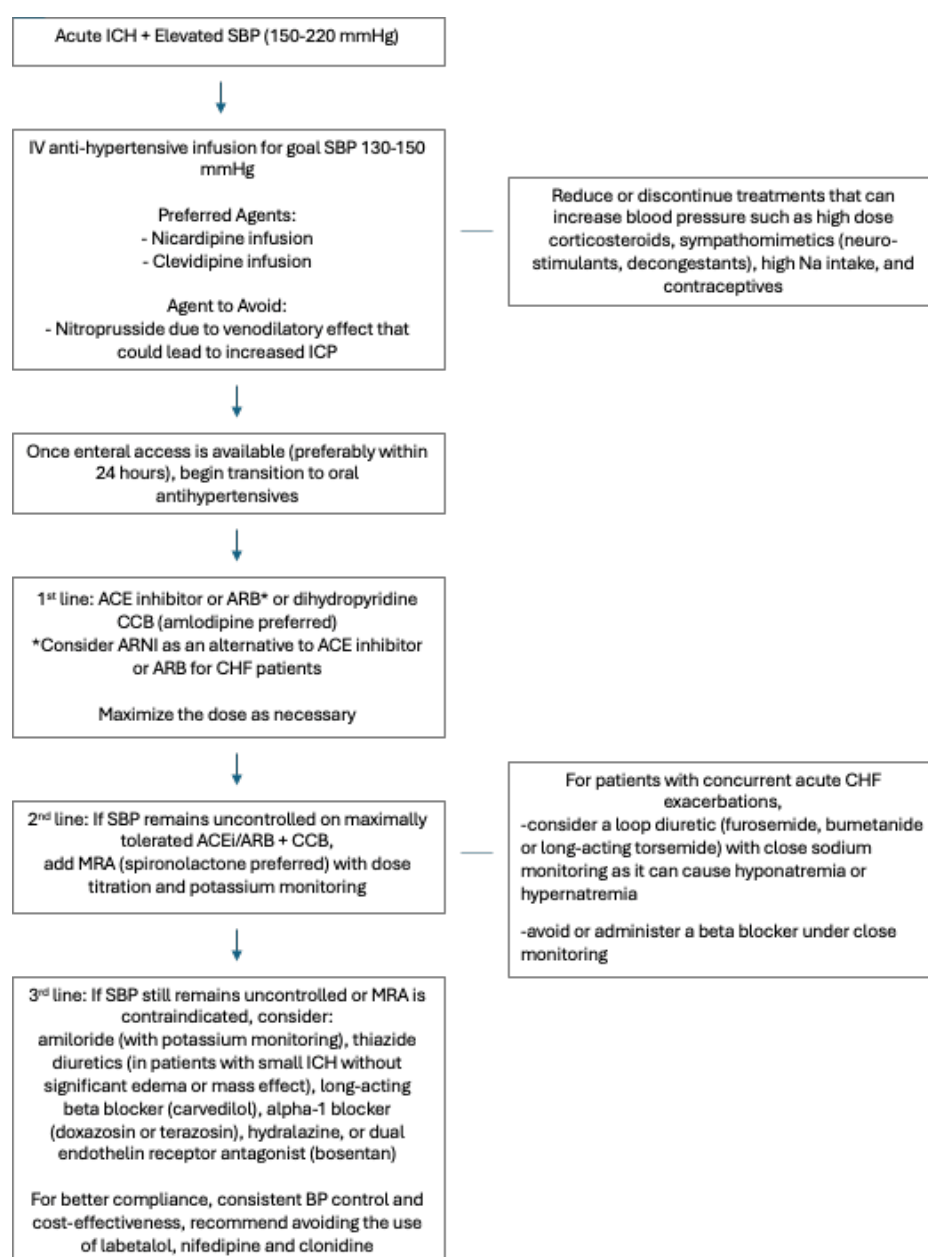 Acute ICH + Elevated SBP (150-220 mmHg)
IV anti-hypertensive infusion for goal SBP 130-150
mmHg
Preferred Agents:
- Nicardipine infusion
- Clevidipine infusion
Agent to Avoid:
- Nitroprusside due to venodilatory effect that
could lead to increased ICP
Reduce or discontinue treatments that can
increase blood pressure such as high dose
corticosteroids, sympathomimetics (neuro-
stimulants, decongestants), high Na intake, and
contraceptives
Once enteral access is available (preferably within
24 hours), begin transition to oral
antihypertensives
1st line: ACE inhibitor or ARB* or dihydropyridine
CCB (amlodipine preferred)
*Consider ARNI as an alternative to ACE inhibitor
or ARB for CHF patients
Maximize the dose as necessary
2nd line: If SBP remains uncontrolled on maximally
tolerated ACEi/ARB + CCB,
add MRA (spironolactone preferred) with dose
titration and potassium monitoring
For patients with concurrent acute CHF
exacerbations,
-consider a loop diuretic (furosemide, bumetanide
or long-acting torsemide) with close sodium
monitoring as it can cause hyponatremia or
hypernatremia
-avoid or administer a beta blocker under close
monitoring
3rd line: If SBP still remains uncontrolled or MRA is
contraindicated, consider:
amiloride (with potassium monitoring), thiazide
diuretics (in patients with small ICH without
significant edema or mass effect), long-acting
beta blocker (carvedilol), alpha-1 blocker
(doxazosin or terazosin), hydralazine, or dual
endothelin receptor antagonist (bosentan)
For better compliance, consistent BP control and
cost-effectiveness, recommend avoiding the use
of labetalol, nifedipine and clonidine